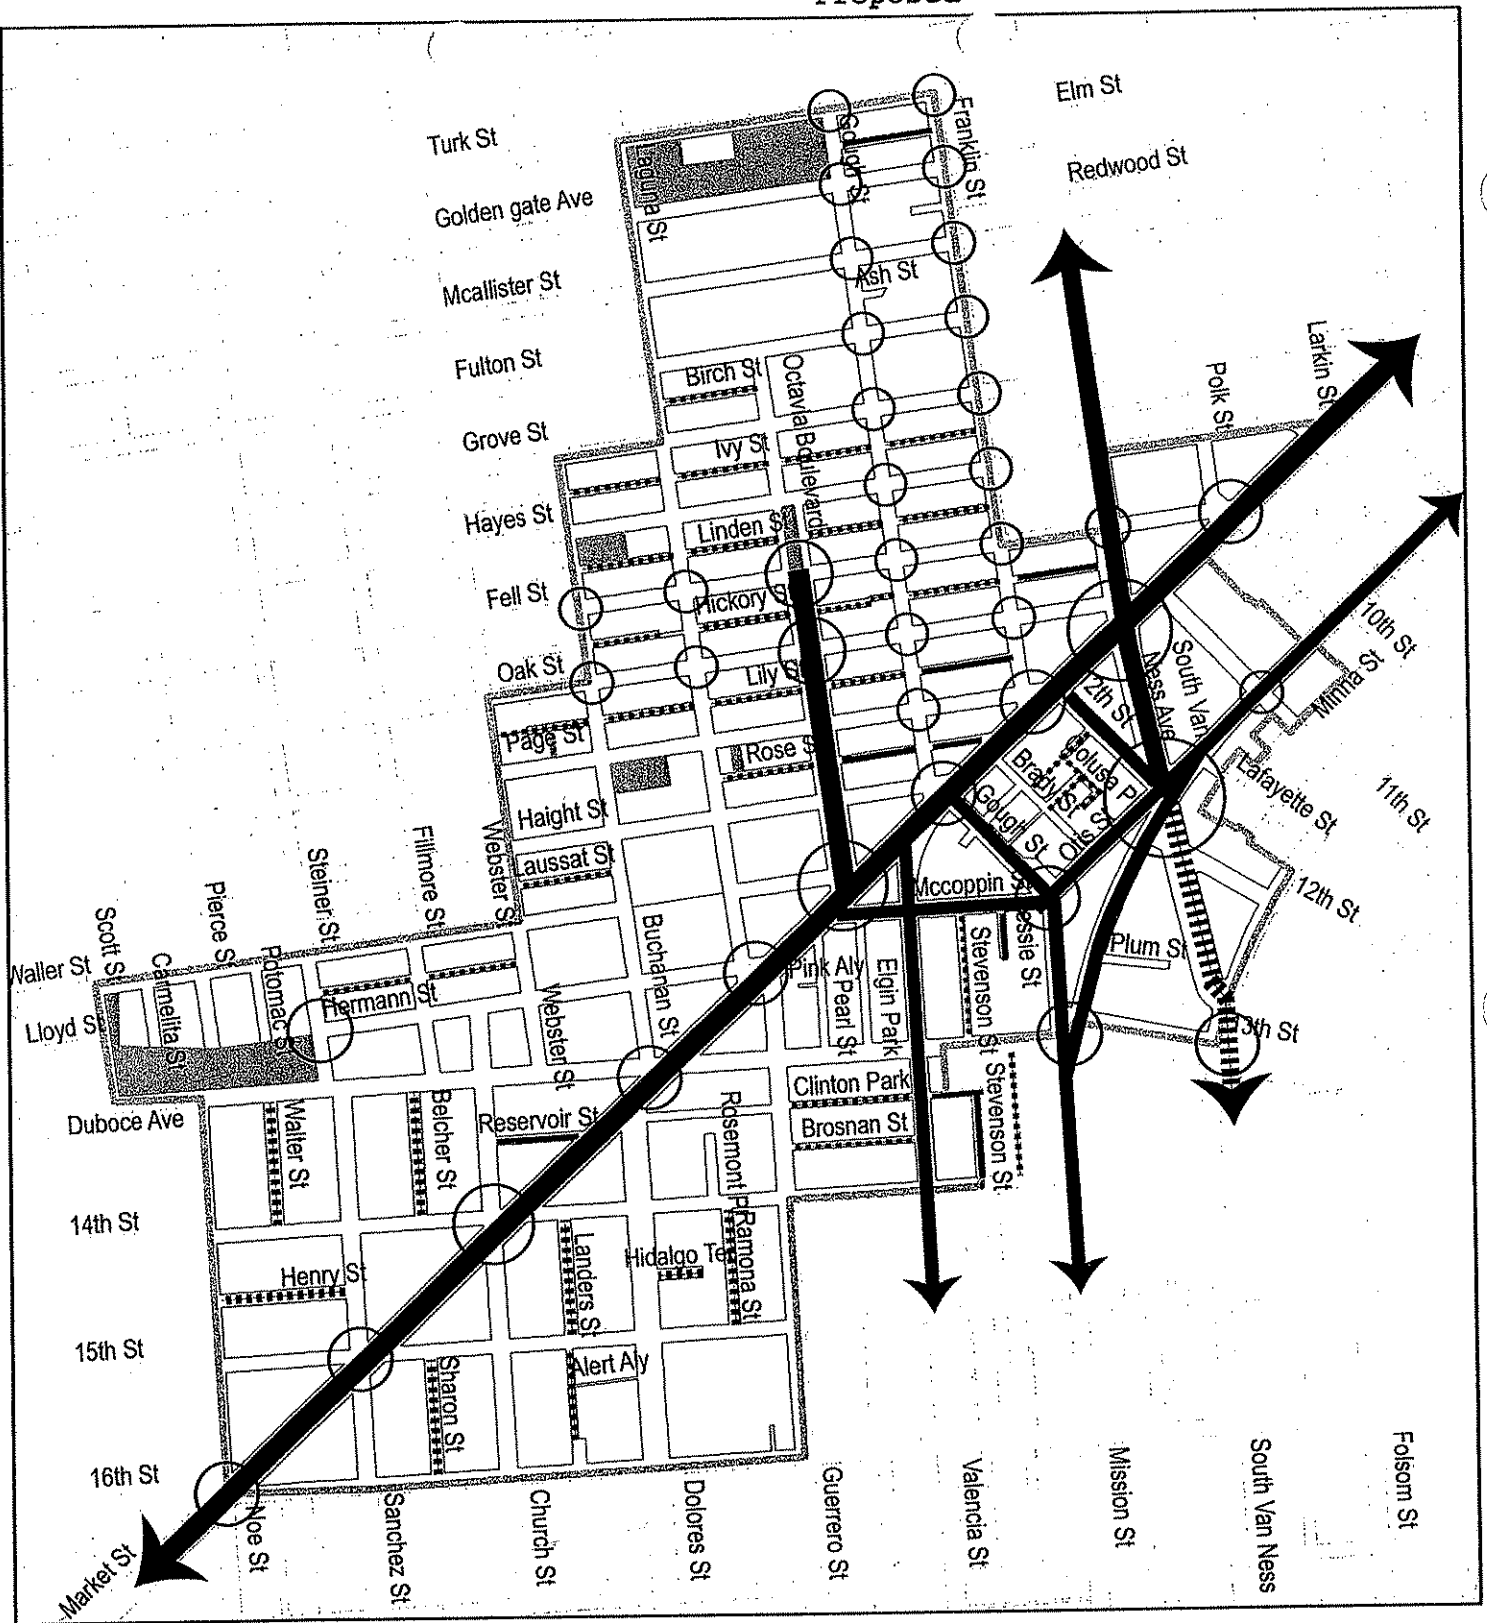 Proposed
Elm St
Turk St
Franklin St
Gough St
Redwood St
Laguna St
Golden gate Ave
Ash St
Mcallister St
Larkin St
Fulton St
Birch St
Octavia Boulevard
Polk St
Grove St
Ivy St
Hayes St
Linden St
Fell St
Hickory St
10th St
Oak St
Lily St
Minna St
South Van
Ness Ave
12th St
Page St
Rose St
Colusa P
Brady St
Lafayette St
11th St
Haight St
Gough St
Otis S
Laussat St
Webster St
Fillmore St
Steiner St
Pierce S
Scott S
Mccoppin S
12th St
Waller St
Carmelita St
Potomac St
Buchanan St
Pink Aly
Plum St
Stevenson St
Jessie St
Hermann St
Webster St
Pearl St
Elgin Park
Lloyd St
13th St
Clinton Park
Stevenson St
Duboce Ave
Walter St
Belcher St
Reservoir St
Rosemont P
Brosnan St
14th St
Henry St
Landers St
Hidalgo Ter
Ramona St
15th St
Sharon St
Alert Aly
16th St
Market St
Noe St
Sanchez St
Church St
Dolores St
Guerrero St
Valencia St
Mission St
South Van Ness
Folsom St